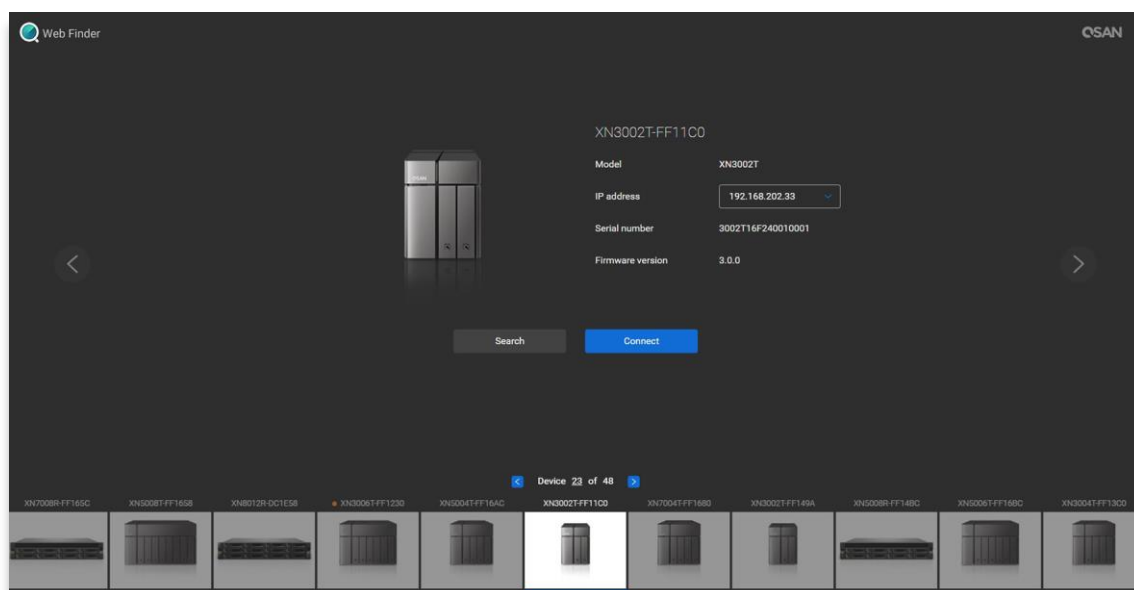 Web Finder
QSAN
XN3002T-FF11C0
Model XN3002T
IP address 192.168.202.33
Serial number 3002T16F240010001
Firmware version 3.0.0
Search Connect
Device 23 of 48
XN7008R-FF165C XN5008T-FF1658 XN8012R-DC1E58 XN3006T-FF1230 XN5004T-FF16AC XN3002T-FF11C0 XN7004T-FF1680 XN3002T-FF149A XN5008R-FF14BC XN5006T-FF16BC XN3004T-FF13C0